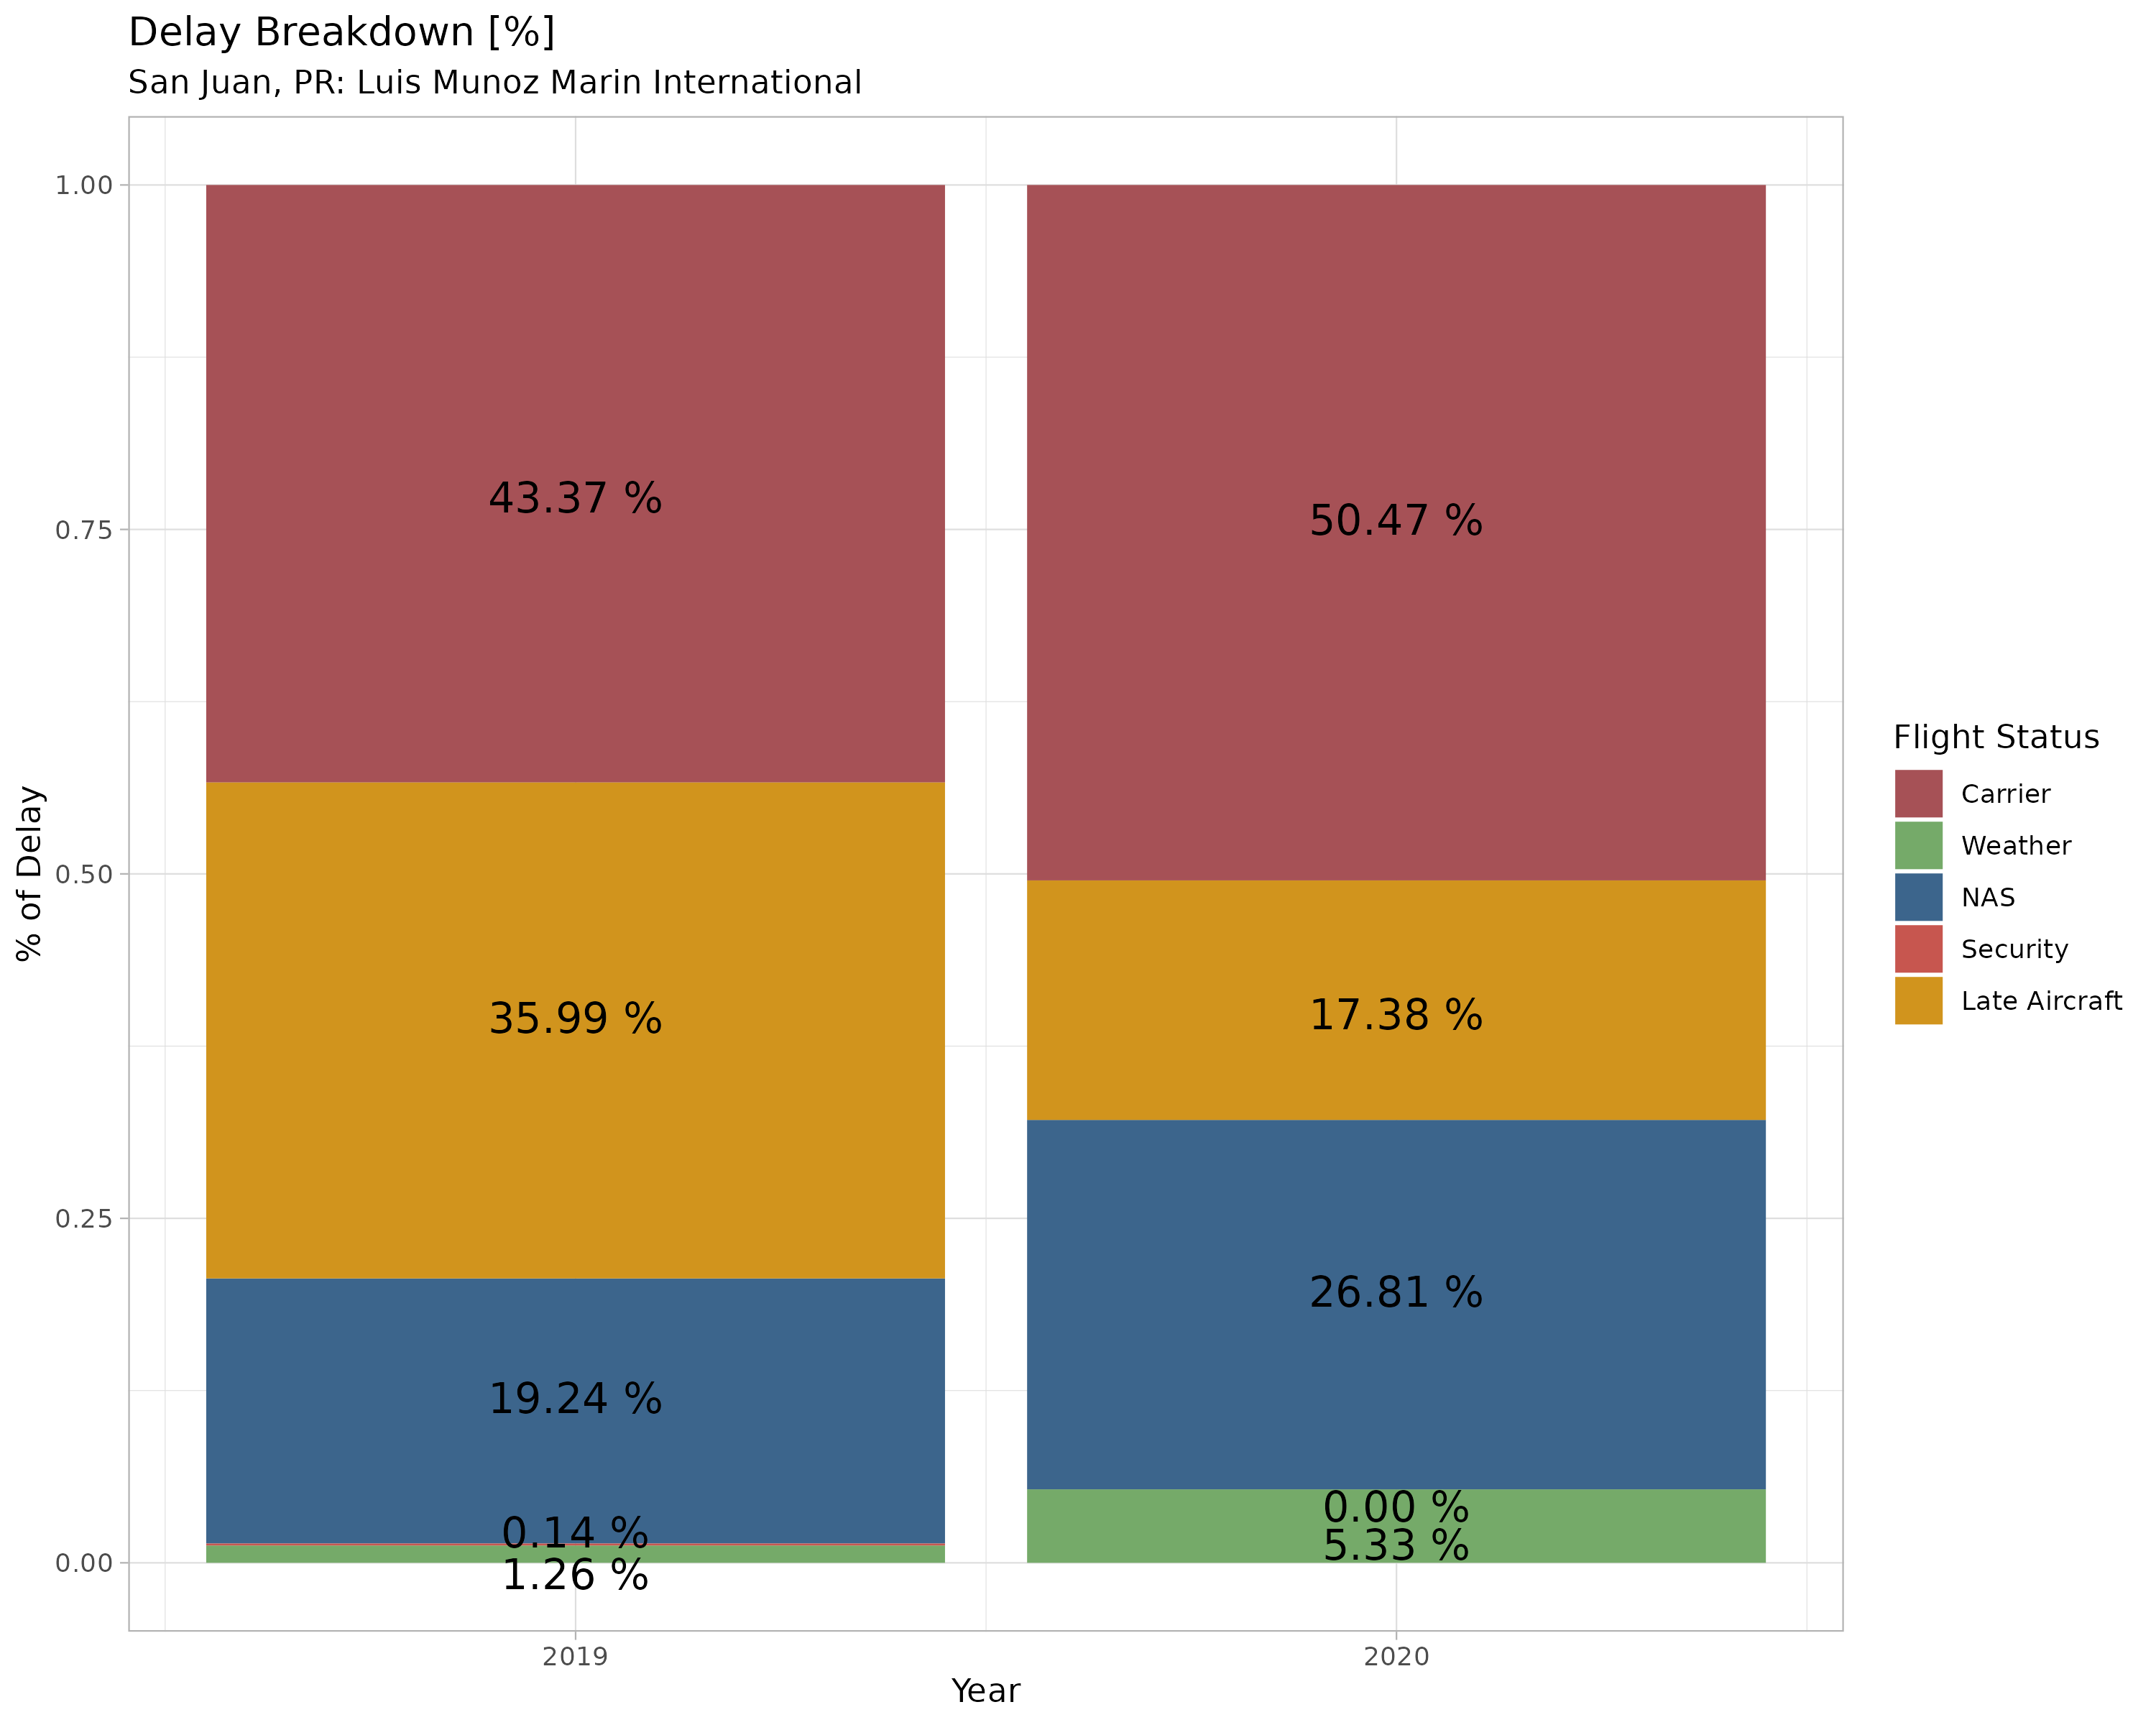 Delay Breakdown [%]
San Juan, PR: Luis Munoz Marin International
% of Delay
1.00
0.75
0.50
0.25
0.00
43.37 %
35.99 %
19.24 %
0.14 %
1.26 %
50.47 %
17.38 %
26.81 %
0.00 %
5.33 %
2019
2020
Year
Flight Status
Carrier
Weather
NAS
Security
Late Aircraft